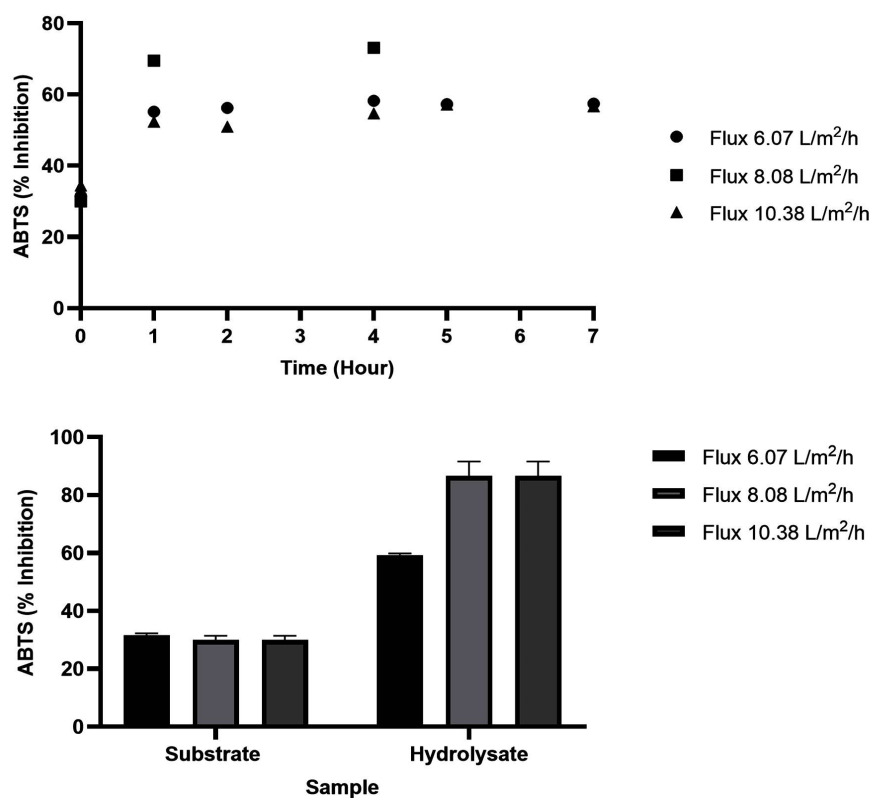 80
60
40
20
0
ABTS (% Inhibition)
0 1 2 3 4 5 6 7
Time (Hour)
Flux 6.07 L/m²/h
Flux 8.08 L/m²/h
Flux 10.38 L/m²/h
100
80
60
40
20
0
ABTS (% Inhibition)
Substrate Hydrolysate
Sample
Flux 6.07 L/m²/h
Flux 8.08 L/m²/h
Flux 10.38 L/m²/h